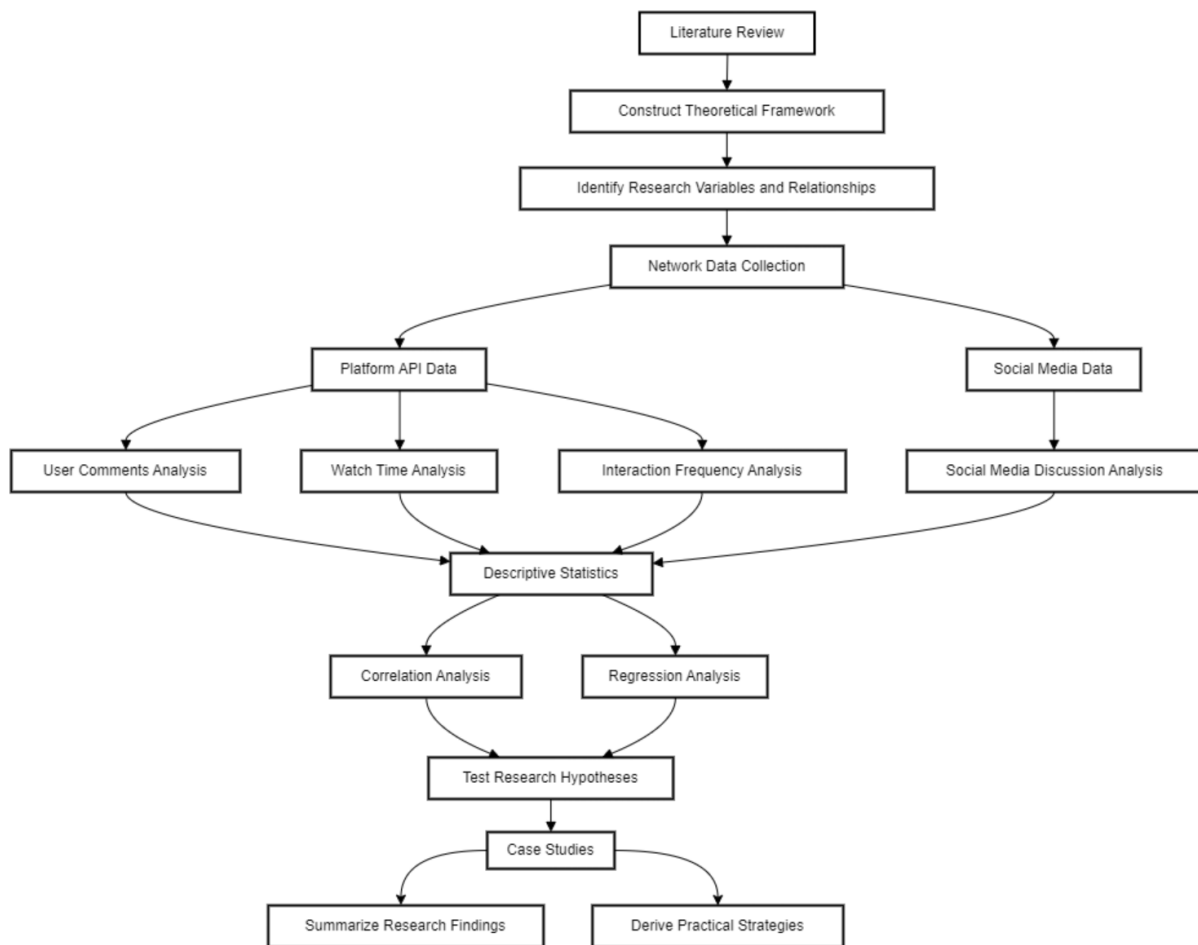 Literature Review
Construct Theoretical Framework
Identify Research Variables and Relationships
Network Data Collection
Platform API Data
Social Media Data
User Comments Analysis
Watch Time Analysis
Interaction Frequency Analysis
Social Media Discussion Analysis
Descriptive Statistics
Correlation Analysis
Regression Analysis
Test Research Hypotheses
Case Studies
Summarize Research Findings
Derive Practical Strategies